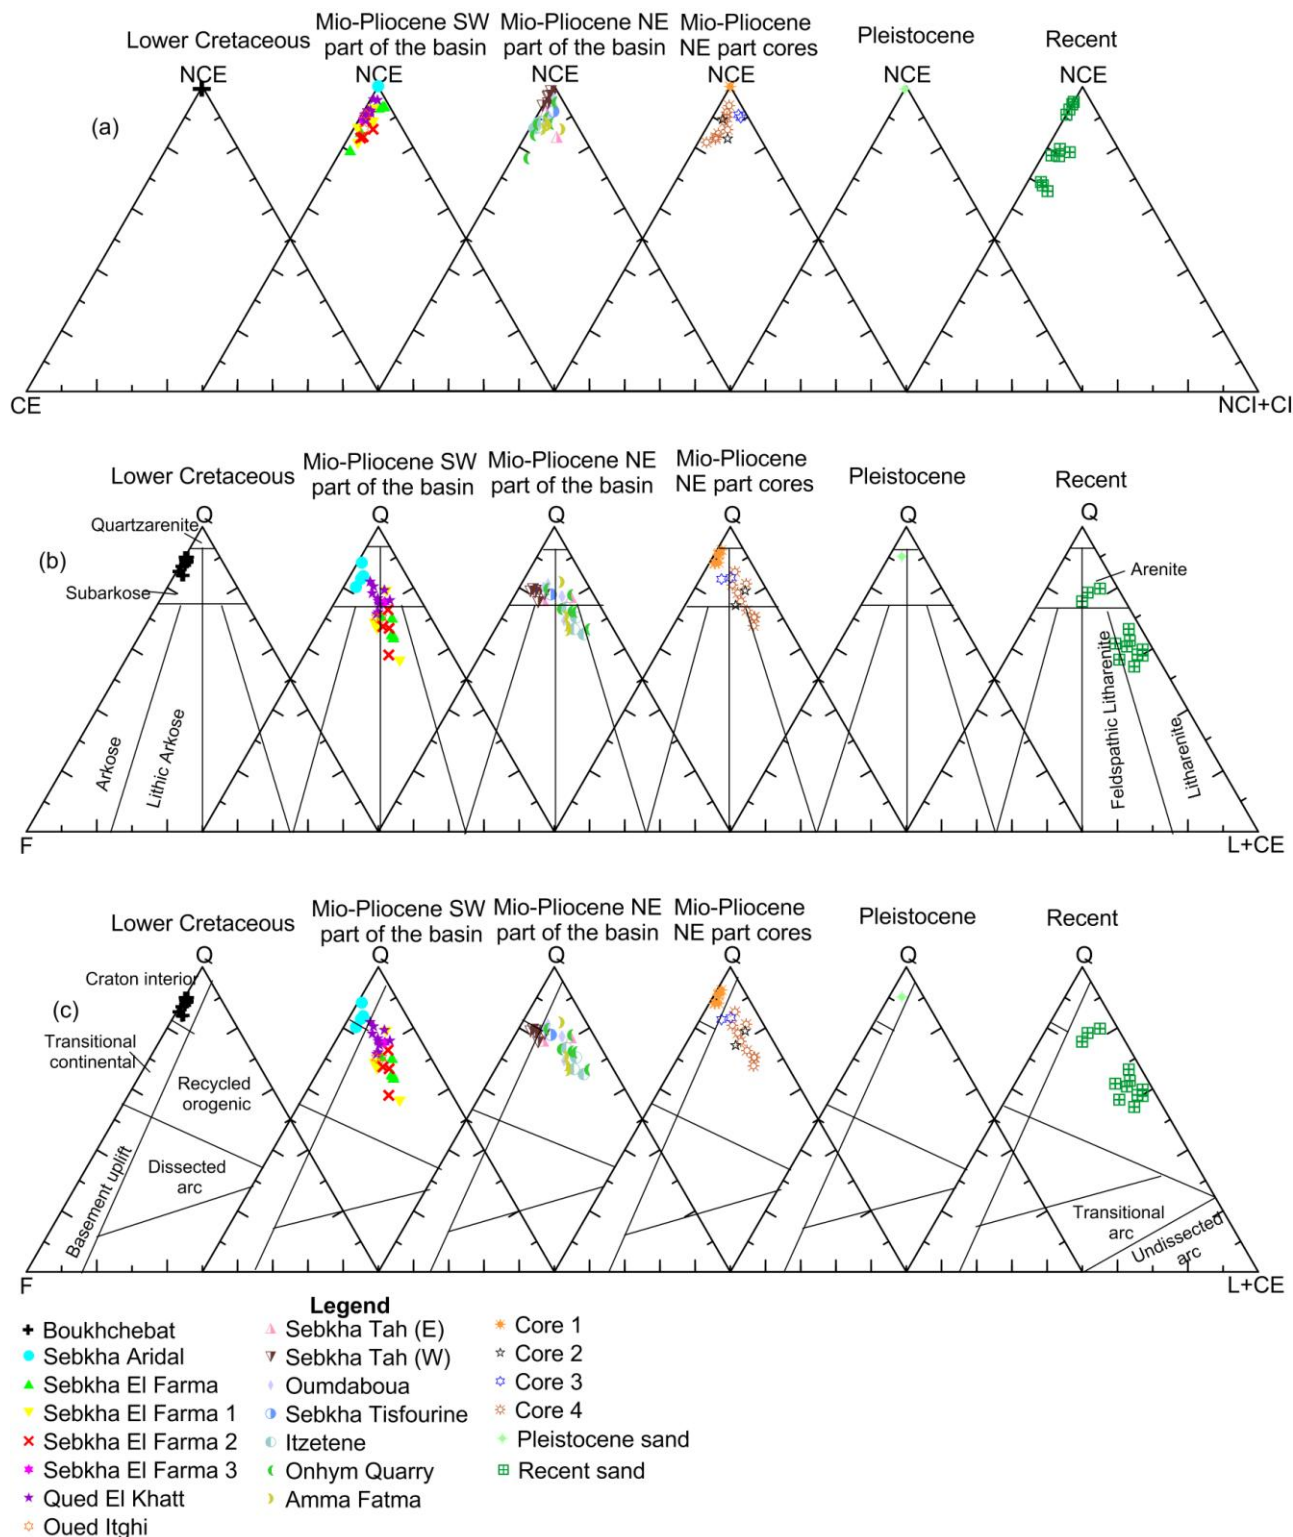 Lower Cretaceous
Mio-Pliocene SW
part of the basin
Mio-Pliocene NE
part of the basin
Mio-Pliocene
NE part cores
Pleistocene
Recent
(a)
NCE
NCE
NCE
NCE
NCE
NCE
CE
NCI+CI
Lower Cretaceous
Mio-Pliocene SW
part of the basin
Mio-Pliocene NE
part of the basin
Mio-Pliocene
NE part cores
Pleistocene
Recent
(b)
Q
Q
Q
Q
Q
Q
Quartzarenite
Subarkose
Arkose
Lithic Arkose
Arenite
Feldspathic Litharenite
Litharenite
F
L+CE
Lower Cretaceous
Mio-Pliocene SW
part of the basin
Mio-Pliocene NE
part of the basin
Mio-Pliocene
NE part cores
Pleistocene
Recent
(c)
Q
Q
Q
Q
Q
Q
Craton interior
Transitional
continental
Recycled
orogenic
Dissected
arc
Basement uplift
Transitional
arc
Undissected
arc
F
L+CE
Legend
Boukhchebat
Sebkha Aridal
Sebkha El Farma
Sebkha El Farma 1
Sebkha El Farma 2
Sebkha El Farma 3
Qued El Khatt
Oued Itghi
Sebkha Tah (E)
Sebkha Tah (W)
Oumdaboua
Sebkha Tisfourine
Itzetene
Onhym Quarry
Amma Fatma
Core 1
Core 2
Core 3
Core 4
Pleistocene sand
Recent sand